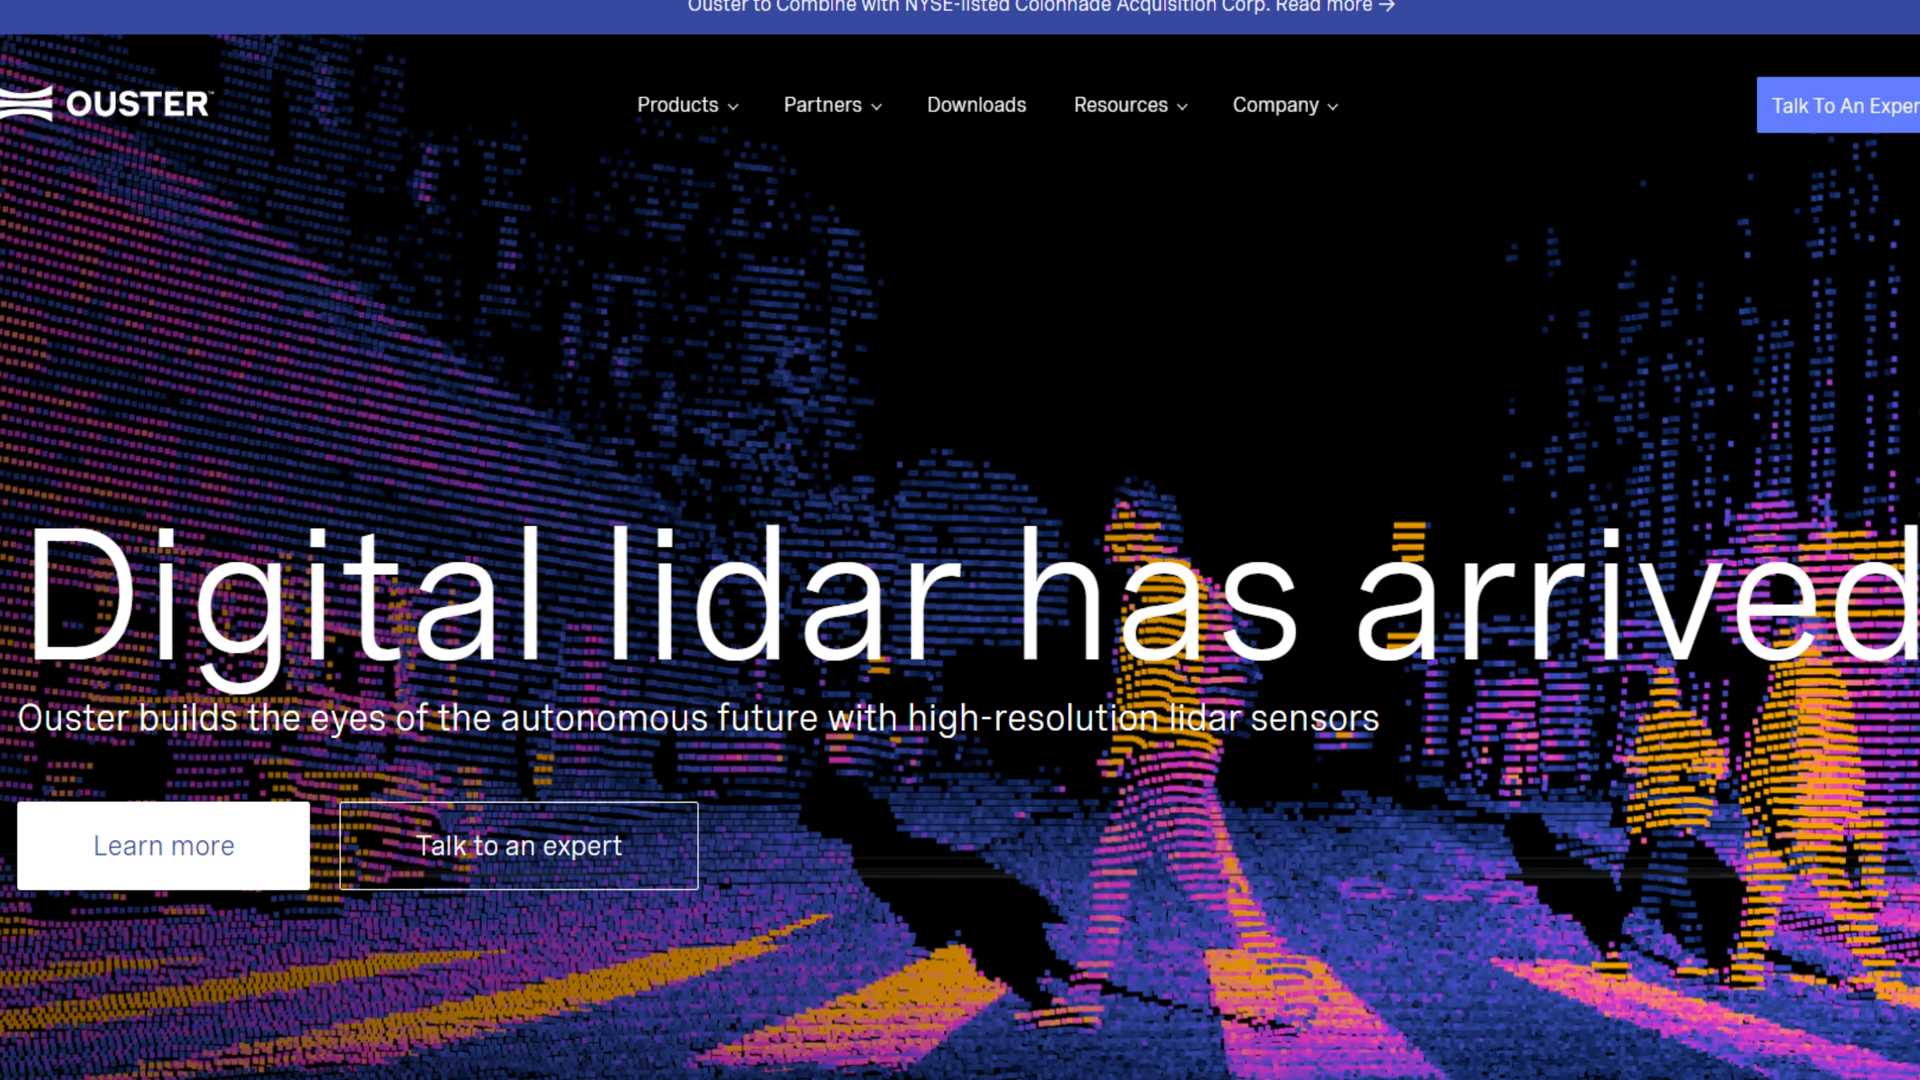 Ouster to Combine with NYSE-listed Colonnade Acquisition Corp. Read more →
OUSTER™
Products Partners Downloads Resources Company
Talk To An Exper
Digital lidar has arrived
Ouster builds the eyes of the autonomous future with high-resolution lidar sensors
Learn more
Talk to an expert